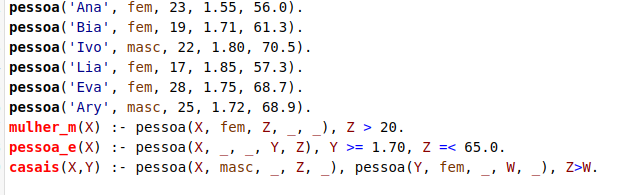 pessoa('Ana', fem, 23, 1.55, 56.0).
pessoa('Bia', fem, 19, 1.71, 61.3).
pessoa('Ivo', masc, 22, 1.80, 70.5).
pessoa('Lia', fem, 17, 1.85, 57.3).
pessoa('Eva', fem, 28, 1.75, 68.7).
pessoa('Ary', masc, 25, 1.72, 68.9).
mulher_m(X) :- pessoa(X, fem, Z, _, _), Z > 20.
pessoa_e(X) :- pessoa(X, _, _, Y, Z), Y >= 1.70, Z =< 65.0.
casais(X,Y) :- pessoa(X, masc, _, Z, _), pessoa(Y, fem, _, W, _), Z>W.